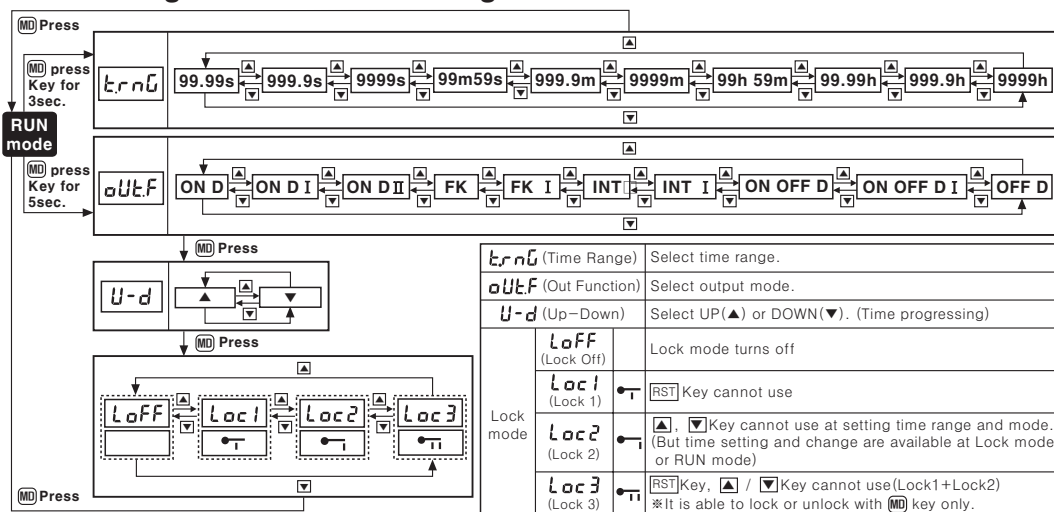 MD Press
MD press
Key for
3sec.
t.rnG
99.99s 999.9s 9999s 99m59s 999.9m 9999m 99h 59m 99.99h 999.9h 9999h
RUN
mode
MD press
Key for
5sec.
oUt.F
ON D ON D I ON D II FK FK I INT INT I ON OFF D ON OFF D I OFF D
MD Press
U-d
▲ ▼
MD Press
LoFF Loc1 Loc2 Loc3
MD Press
t.rnG (Time Range) Select time range.
oUt.F (Out Function) Select output mode.
U-d (Up-Down) Select UP(▲) or DOWN(▼). (Time progressing)
Lock
mode
LoFF
(Lock Off)
Lock mode turns off
Loc1
(Lock 1)
RST Key cannot use
Loc2
(Lock 2)
▲, ▼Key cannot use at setting time range and mode.
(But time setting and change are available at Lock mode
or RUN mode)
Loc3
(Lock 3)
RST Key, ▲ / ▼ Key cannot use(Lock1+Lock2)
※It is able to lock or unlock with MD key only.